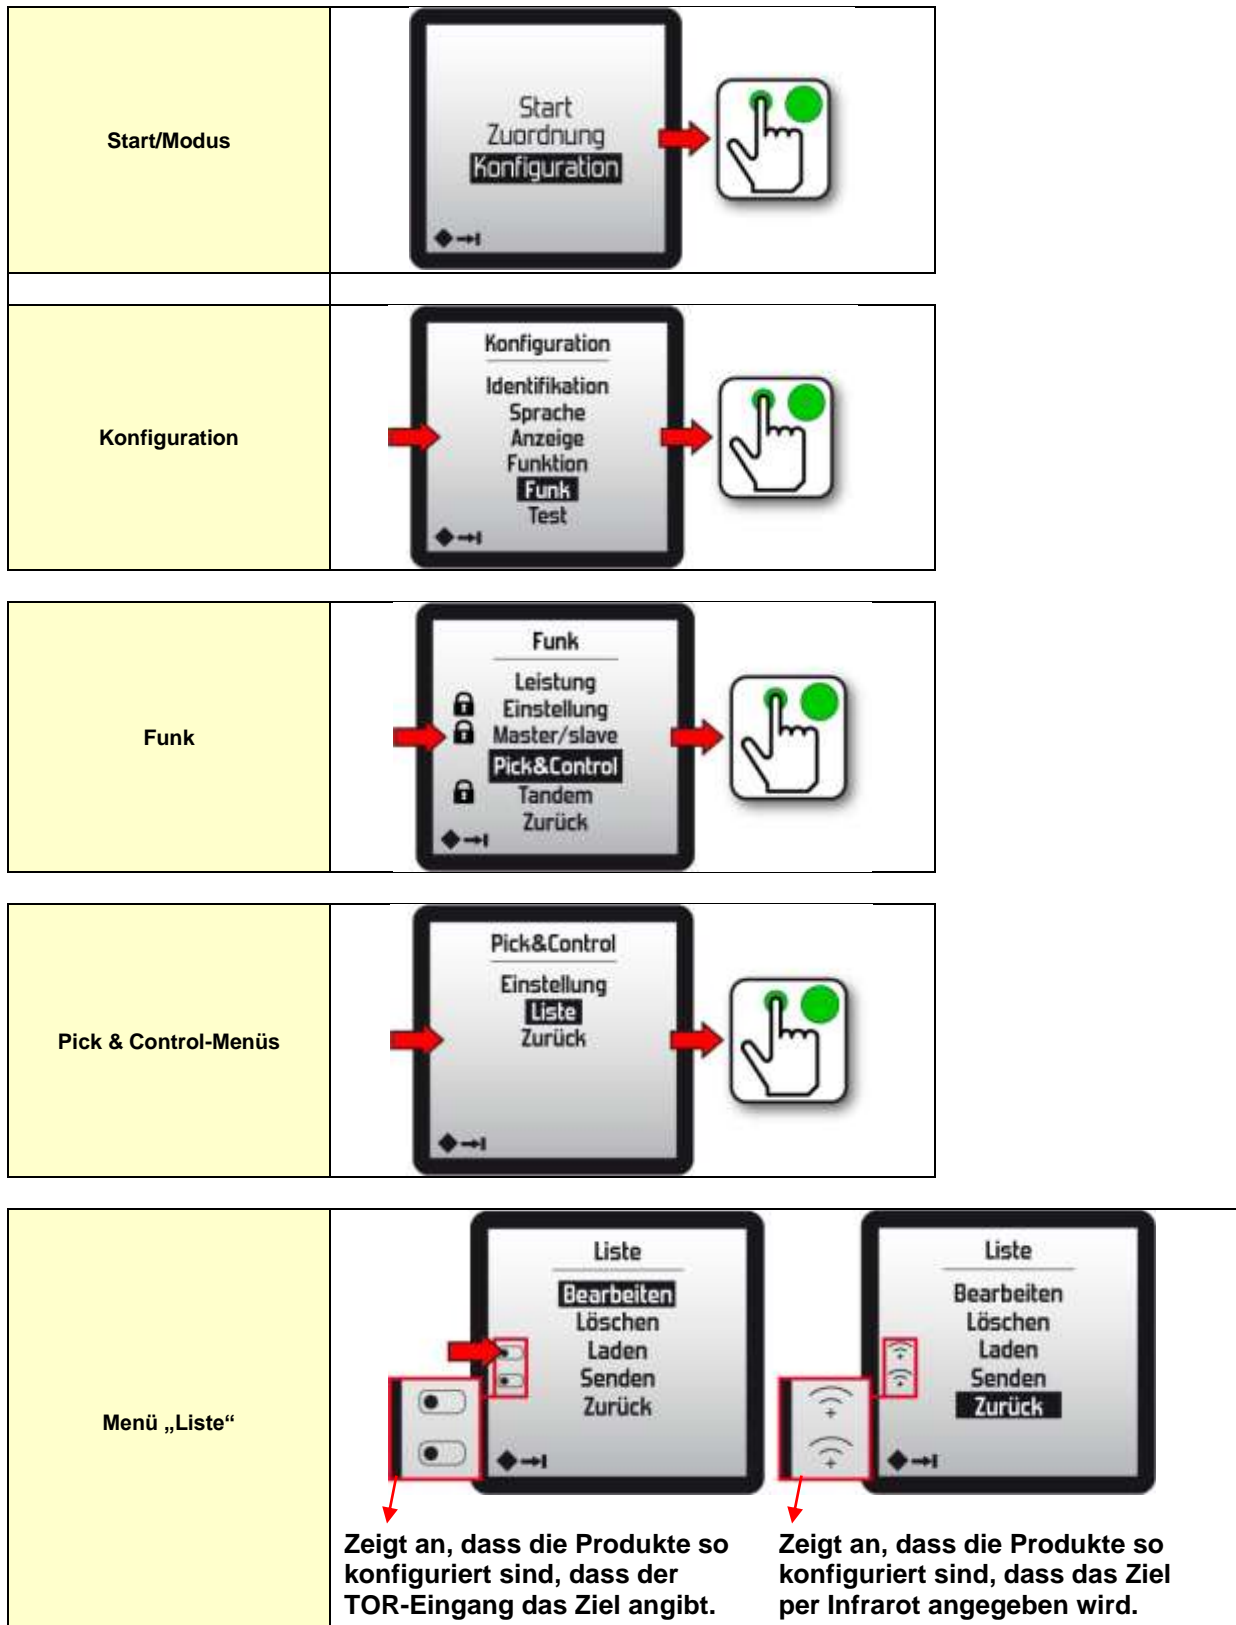 Start/Modus
Start
Zuordnung
Konfiguration
Konfiguration
Konfiguration
Identifikation
Sprache
Anzeige
Funktion
Funk
Test
Funk
Funk
Leistung
Einstellung
Master/slave
Pick&Control
Tandem
Zurück
Pick & Control-Menüs
Pick&Control
Einstellung
Liste
Zurück
Menü „Liste“
Liste
Bearbeiten
Löschen
Laden
Senden
Zurück
Liste
Bearbeiten
Löschen
Laden
Senden
Zurück
Zeigt an, dass die Produkte so
konfiguriert sind, dass der
TOR-Eingang das Ziel angibt.
Zeigt an, dass die Produkte so
konfiguriert sind, dass das Ziel
per Infrarot angegeben wird.